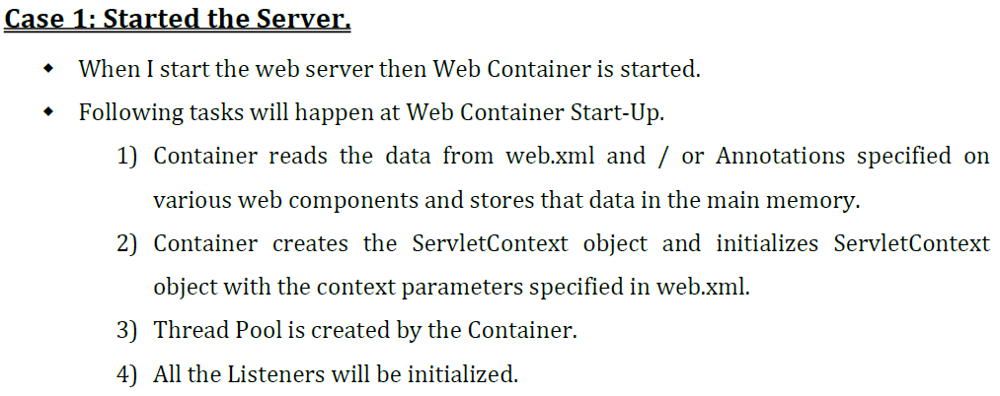 Case 1: Started the Server.
◆ When I start the web server then Web Container is started.
◆ Following tasks will happen at Web Container Start-Up.
1) Container reads the data from web.xml and / or Annotations specified on
various web components and stores that data in the main memory.
2) Container creates the ServletContext object and initializes ServletContext
object with the context parameters specified in web.xml.
3) Thread Pool is created by the Container.
4) All the Listeners will be initialized.